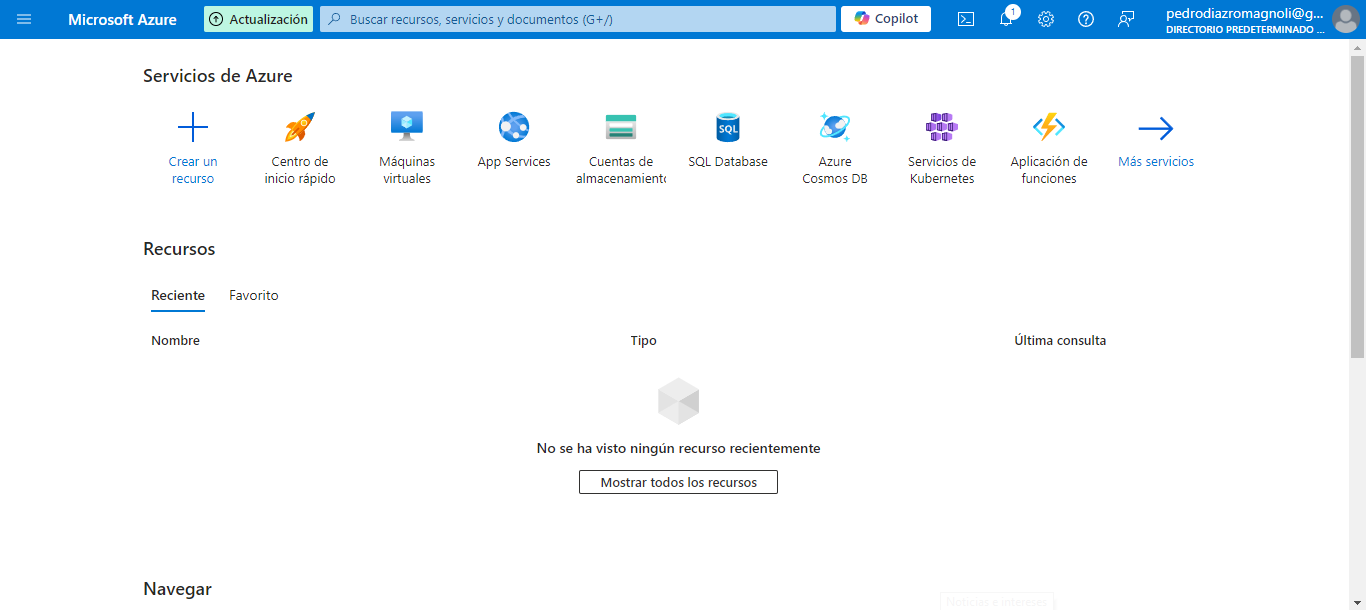 Microsoft Azure
Actualización
Buscar recursos, servicios y documentos (G+/)
Copilot
1
pedrodiazromagnoli@g...
DIRECTORIO PREDETERMINADO ...
Servicios de Azure
Crear un
recurso
Centro de
inicio rápido
Máquinas
virtuales
App Services
Cuentas de
almacenamiento
SQL
SQL Database
Azure
Cosmos DB
Servicios de
Kubernetes
Aplicación de
funciones
Más servicios
Recursos
Reciente
Favorito
Nombre
Tipo
Última consulta
No se ha visto ningún recurso recientemente
Mostrar todos los recursos
Navegar
Noticias e intereses